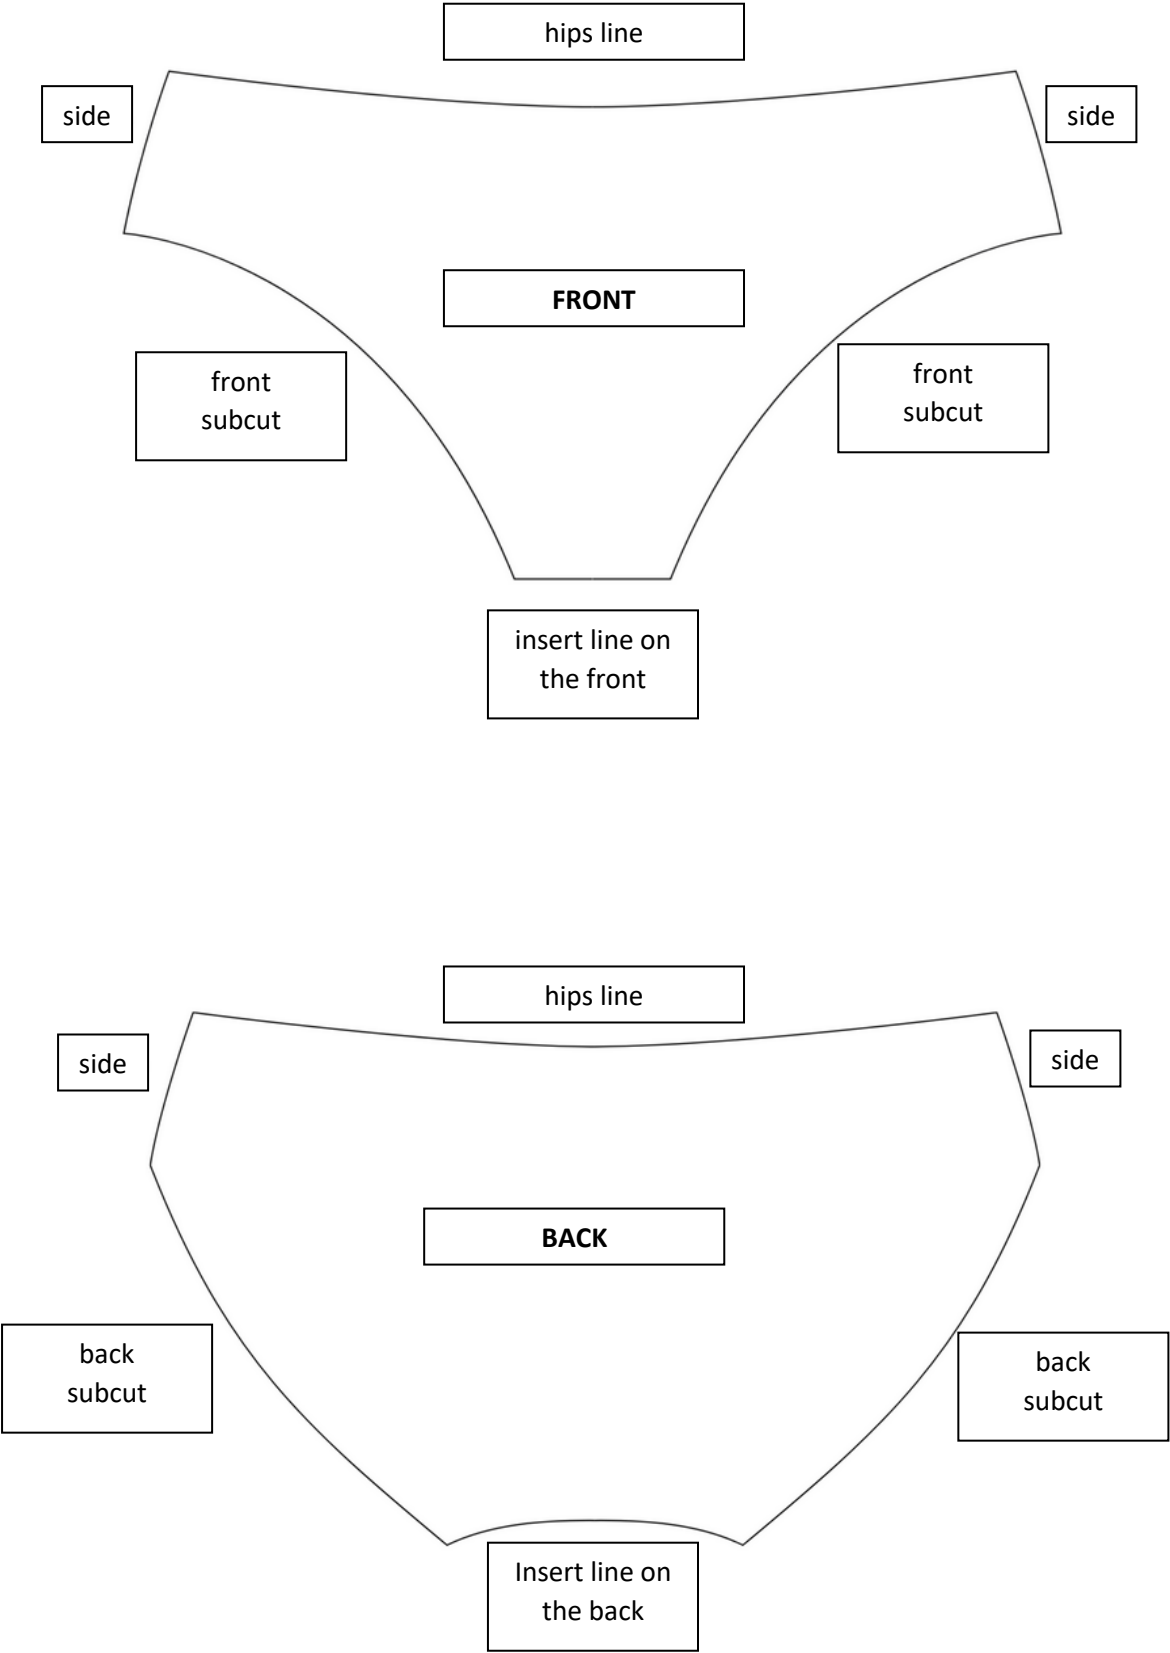 hips line
side
side
FRONT
front
subcut
front
subcut
insert line on
the front
hips line
side
side
BACK
back
subcut
back
subcut
Insert line on
the back